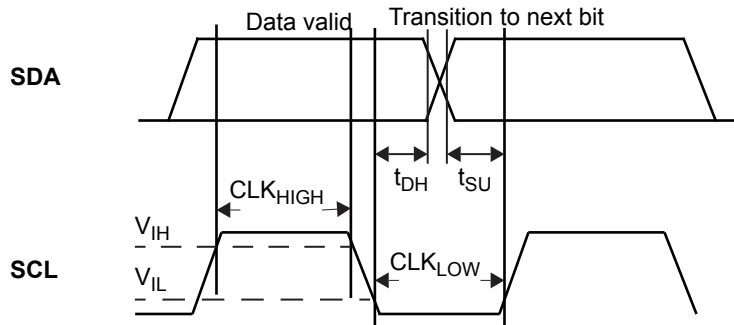 Data valid
Transition to next bit
SDA
tDH
tSU
CLKHIGH
VIH
CLKLOW
SCL
VIL